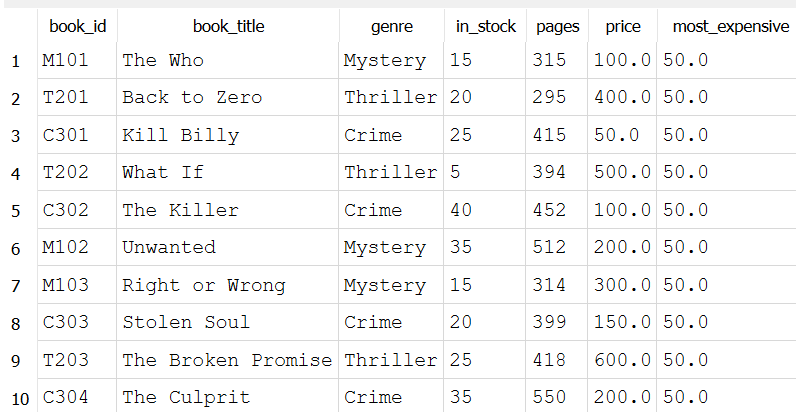 book_id book_title genre in_stock pages price most_expensive
1 M101 The Who Mystery 15 315 100.0 50.0
2 T201 Back to Zero Thriller 20 295 400.0 50.0
3 C301 Kill Billy Crime 25 415 50.0 50.0
4 T202 What If Thriller 5 394 500.0 50.0
5 C302 The Killer Crime 40 452 100.0 50.0
6 M102 Unwanted Mystery 35 512 200.0 50.0
7 M103 Right or Wrong Mystery 15 314 300.0 50.0
8 C303 Stolen Soul Crime 20 399 150.0 50.0
9 T203 The Broken Promise Thriller 25 418 600.0 50.0
10 C304 The Culprit Crime 35 550 200.0 50.0